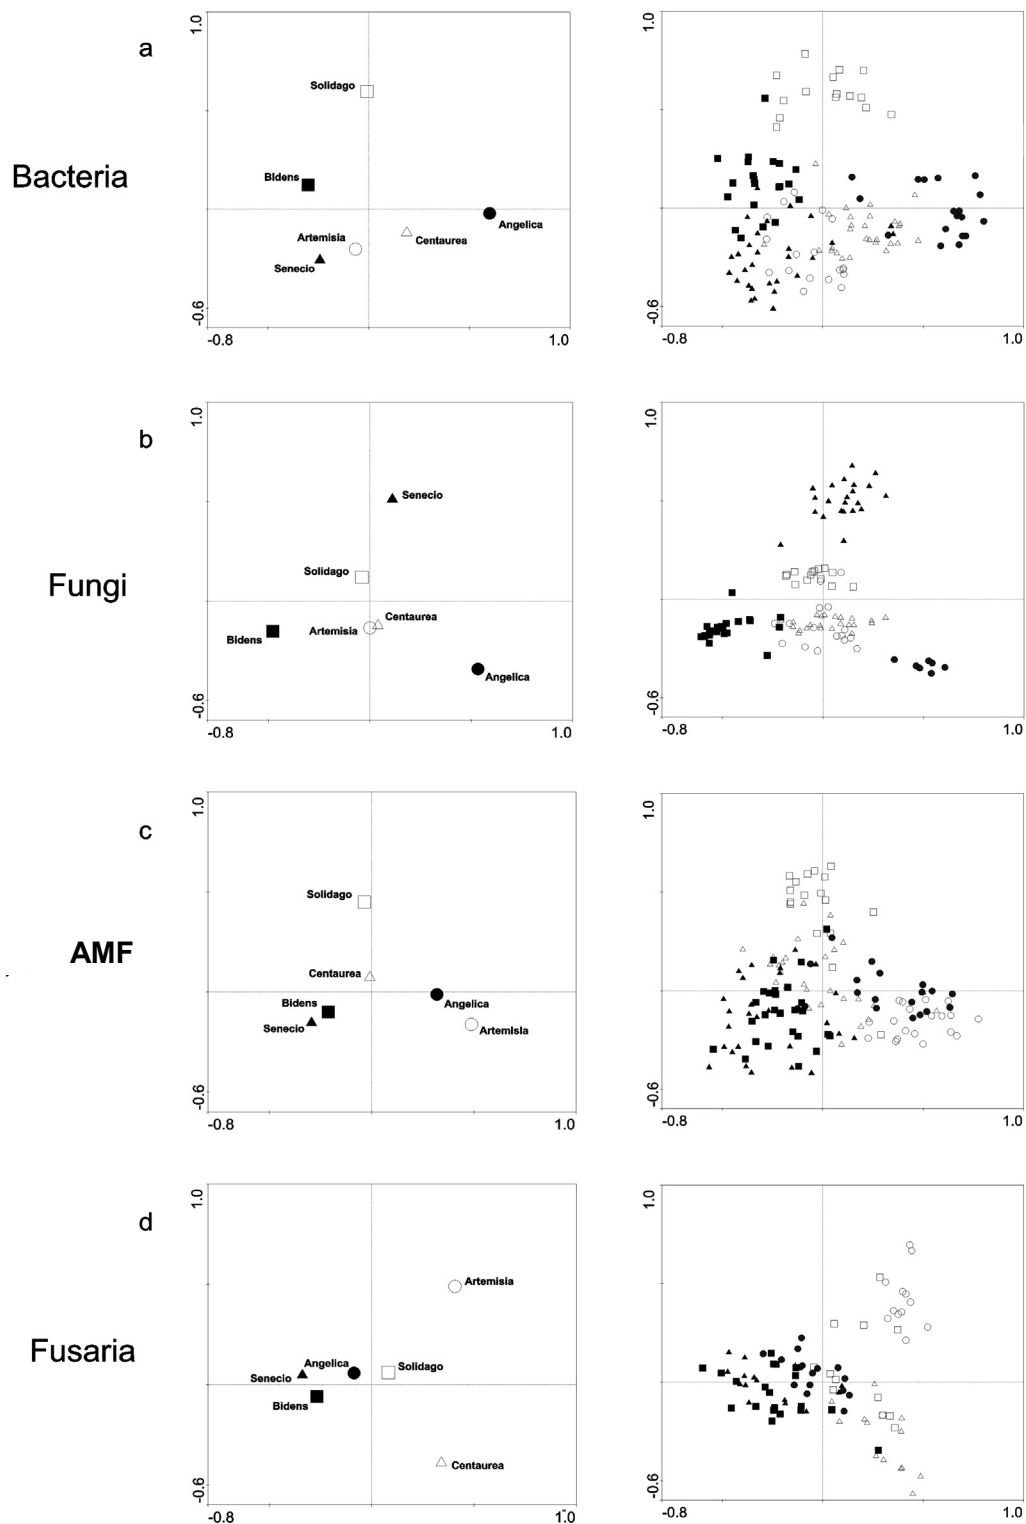 a
Bacteria
1.0
Solidago
Bidens
Angelica
Artemisia
Centaurea
Senecio
-0.6
-0.8
1.0
1.0
-0.6
-0.8
1.0
b
Fungi
1.0
Senecio
Solidago
Centaurea
Artemisia
Bidens
Angelica
-0.6
-0.8
1.0
1.0
-0.6
-0.8
1.0
c
AMF
1.0
Solidago
Centaurea
Bidens
Angelica
Senecio
Artemisia
-0.6
-0.8
1.0
1.0
-0.6
-0.8
1.0
d
Fusaria
1.0
Artemisia
Angelica
Solidago
Senecio
Bidens
Centaurea
-0.6
-0.8
1.0
1.0
-0.6
-0.8
1.0